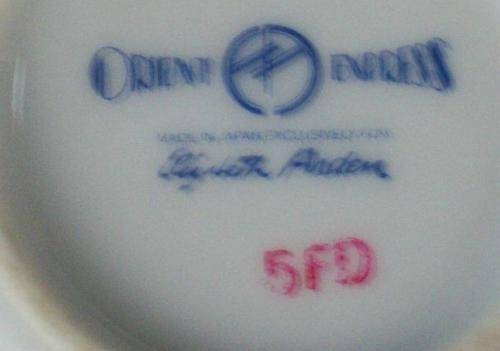 ORIENT EXPRESS
MADE IN JAPAN EXCLUSIVELY FOR
Elizabeth Arden
5FD